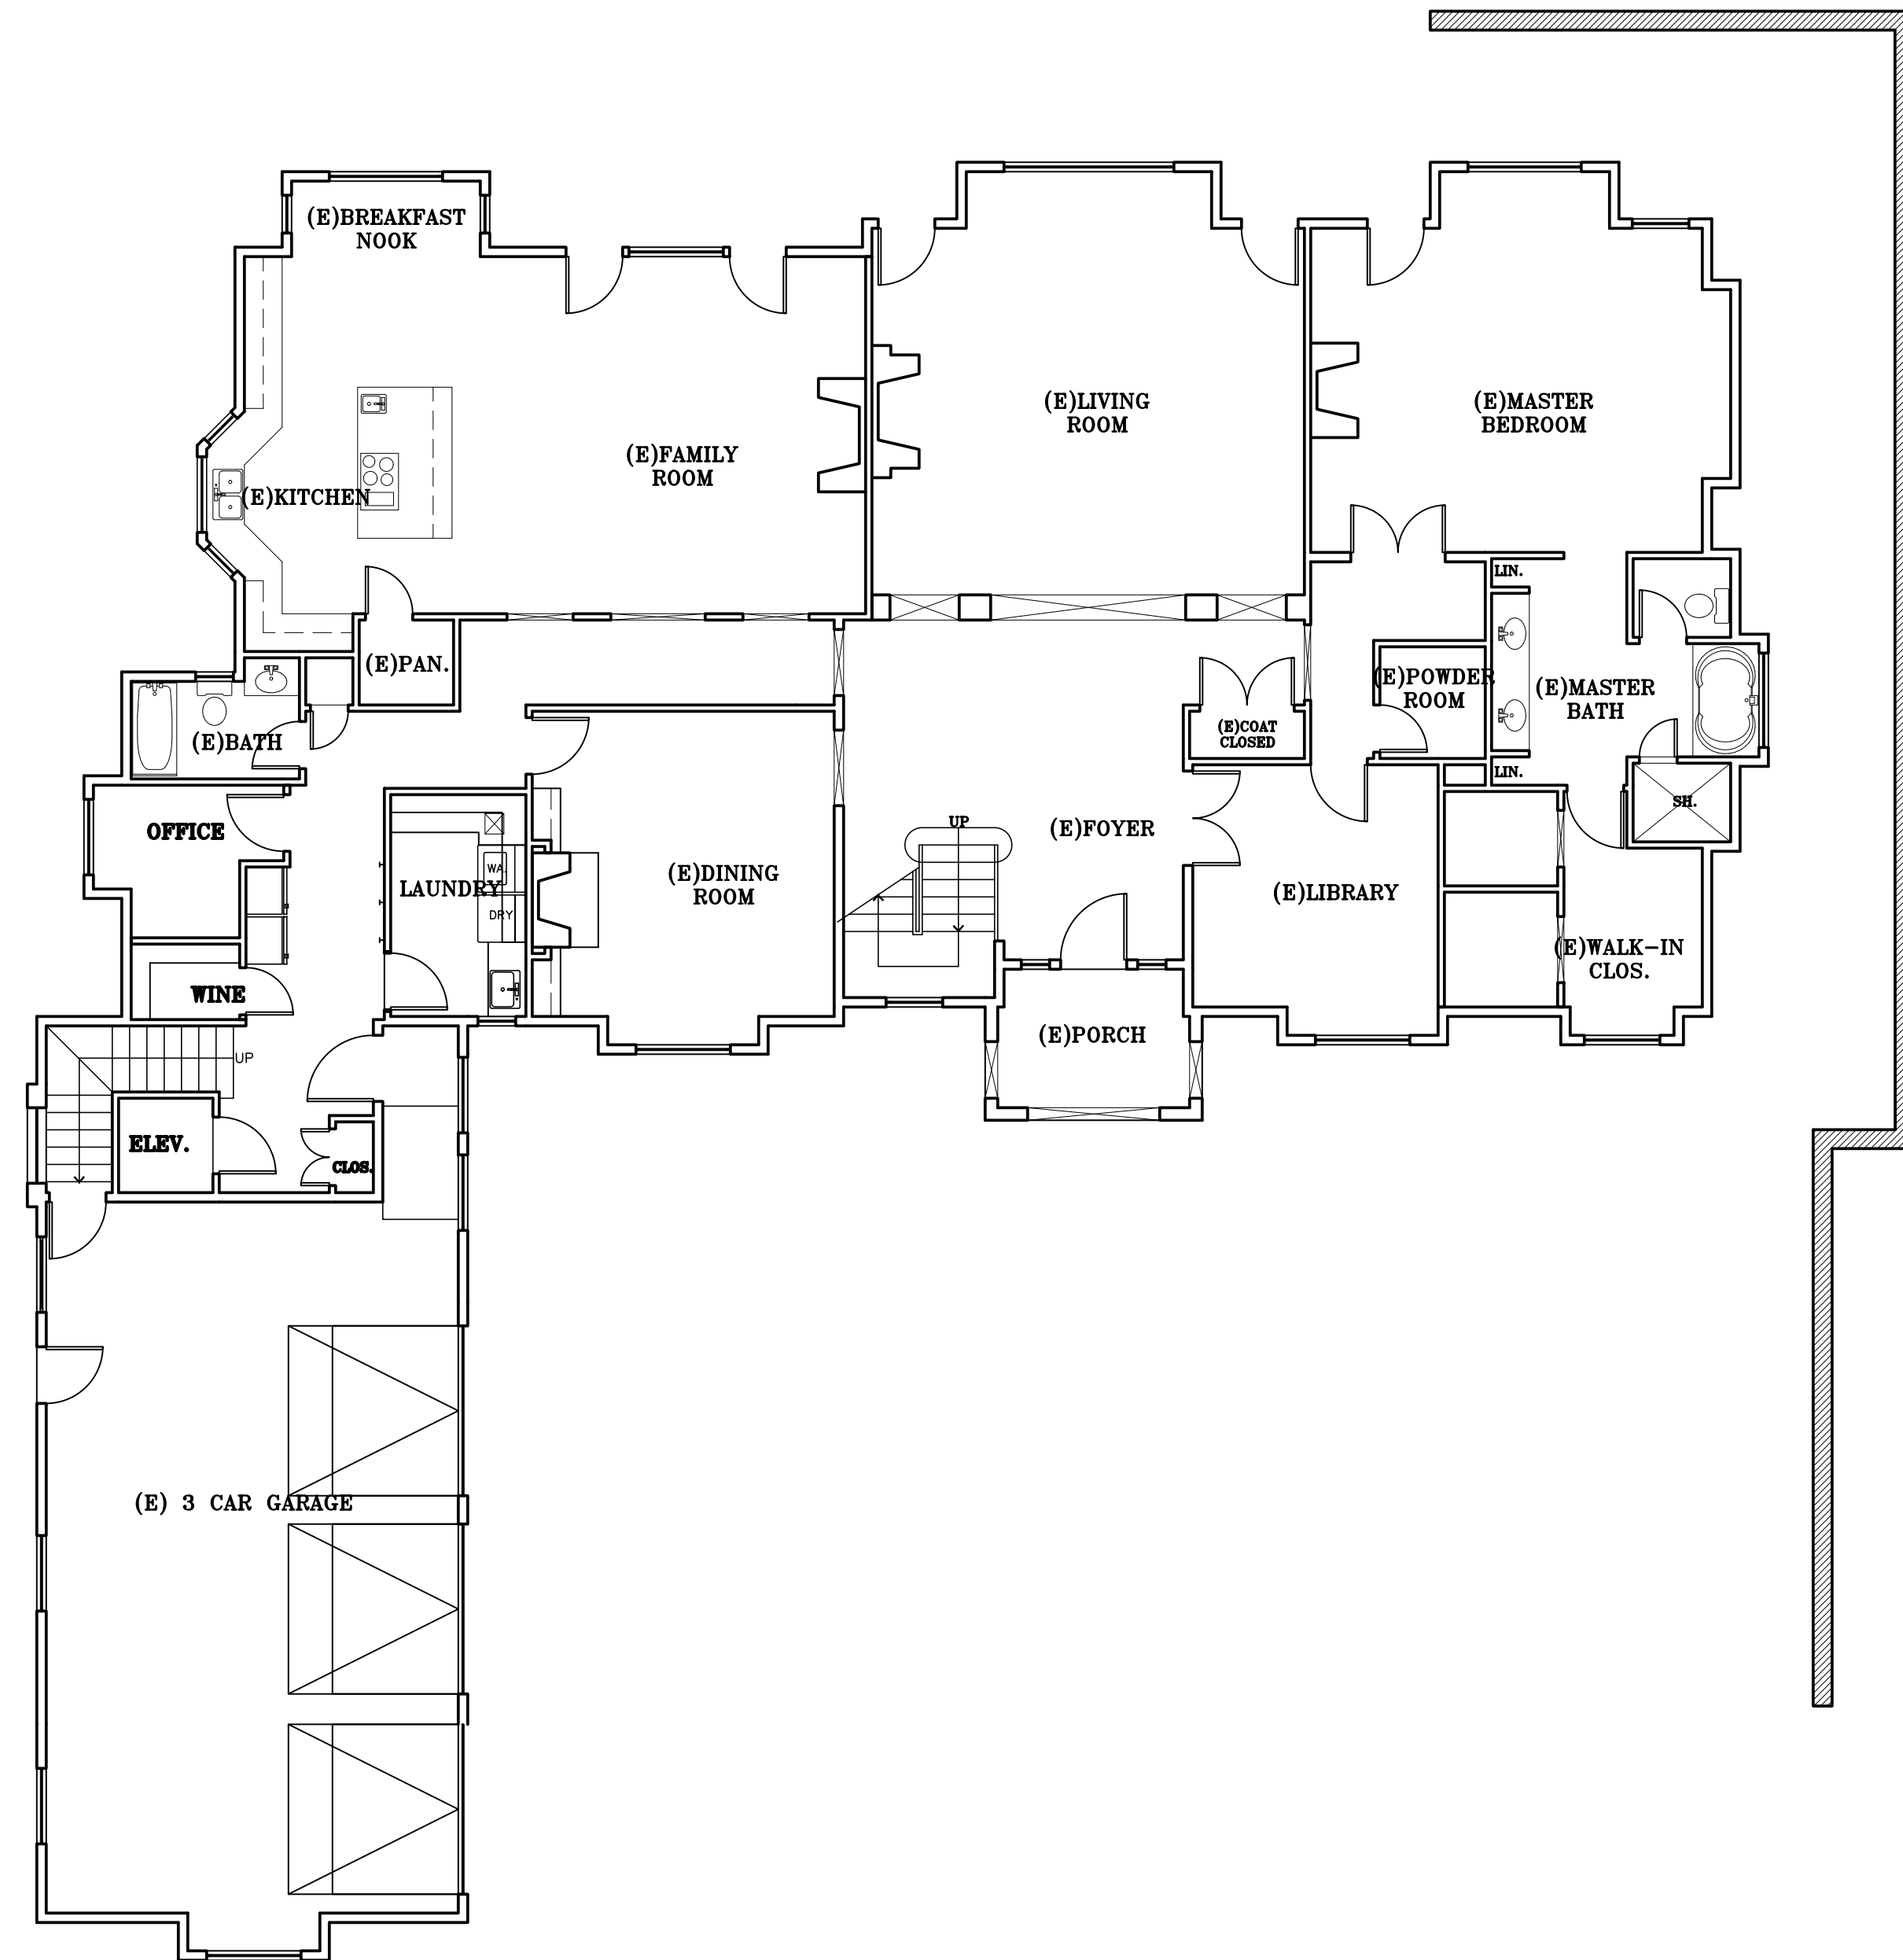 (E)BREAKFAST
NOOK
(E)LIVING
ROOM
(E)MASTER
BEDROOM
(E)FAMILY
ROOM
(E)KITCHEN
LIN.
(E)PAN.
(E)POWDER
ROOM
(E)MASTER
BATH
(E)BATH
(E)COAT
CLOSED
LIN.
SH.
OFFICE
UP
(E)FOYER
WA.
LAUNDRY
DRY
(E)DINING
ROOM
(E)LIBRARY
(E)WALK-IN
CLOS.
WINE
(E)PORCH
UP
ELEV.
CLOS.
(E) 3 CAR GARAGE